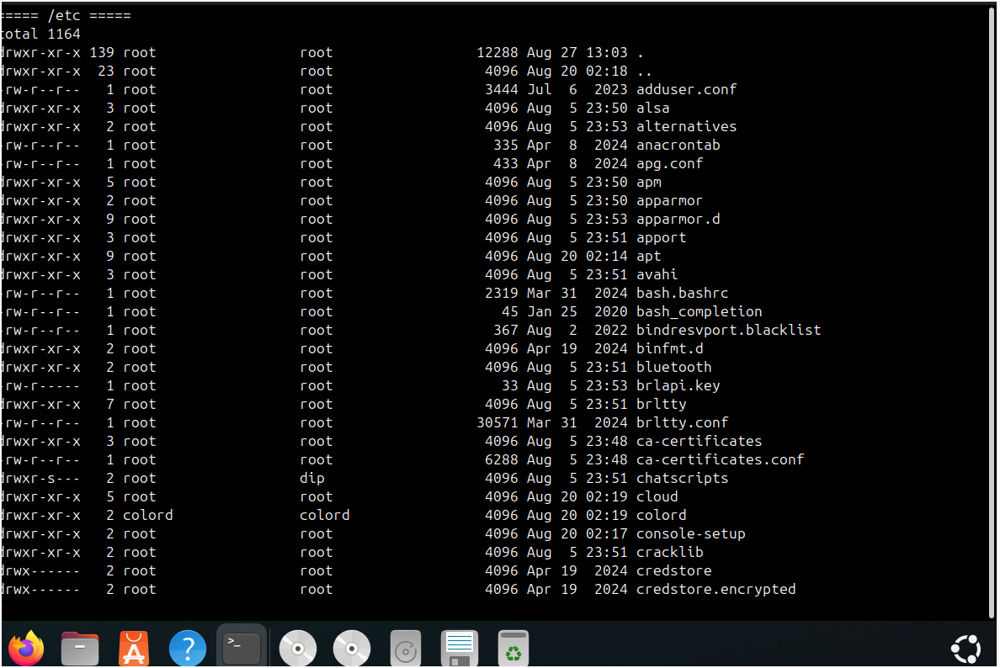 ===== /etc =====
total 1164
drwxr-xr-x 139 root                 root                 12288 Aug 27 13:03 .
drwxr-xr-x  23 root                 root                  4096 Aug 20 02:18 ..
-rw-r--r--   1 root                 root                  3444 Jul  6  2023 adduser.conf
drwxr-xr-x   3 root                 root                  4096 Aug  5 23:50 alsa
drwxr-xr-x   2 root                 root                  4096 Aug  5 23:53 alternatives
-rw-r--r--   1 root                 root                   335 Apr  8  2024 anacrontab
-rw-r--r--   1 root                 root                   433 Apr  8  2024 apg.conf
drwxr-xr-x   5 root                 root                  4096 Aug  5 23:50 apm
drwxr-xr-x   2 root                 root                  4096 Aug  5 23:50 apparmor
drwxr-xr-x   9 root                 root                  4096 Aug  5 23:53 apparmor.d
drwxr-xr-x   3 root                 root                  4096 Aug  5 23:51 apport
drwxr-xr-x   9 root                 root                  4096 Aug 20 02:14 apt
drwxr-xr-x   3 root                 root                  4096 Aug  5 23:51 avahi
-rw-r--r--   1 root                 root                  2319 Mar 31  2024 bash.bashrc
-rw-r--r--   1 root                 root                    45 Jan 25  2020 bash_completion
-rw-r--r--   1 root                 root                   367 Aug  2  2022 bindresvport.blacklist
drwxr-xr-x   2 root                 root                  4096 Apr 19  2024 binfmt.d
drwxr-xr-x   2 root                 root                  4096 Aug  5 23:51 bluetooth
-rw-r-----   1 root                 root                    33 Aug  5 23:53 brlapi.key
drwxr-xr-x   7 root                 root                  4096 Aug  5 23:51 brltty
-rw-r--r--   1 root                 root                 30571 Mar 31  2024 brltty.conf
drwxr-xr-x   3 root                 root                  4096 Aug  5 23:48 ca-certificates
-rw-r--r--   1 root                 root                  6288 Aug  5 23:48 ca-certificates.conf
drwxr-s---   2 root                 dip                   4096 Aug  5 23:51 chatscripts
drwxr-xr-x   5 root                 root                  4096 Aug 20 02:19 cloud
drwxr-xr-x   2 colord               colord                4096 Aug 20 02:19 colord
drwxr-xr-x   2 root                 root                  4096 Aug 20 02:17 console-setup
drwxr-xr-x   2 root                 root                  4096 Aug  5 23:51 cracklib
drwx------   2 root                 root                  4096 Apr 19  2024 credstore
drwx------   2 root                 root                  4096 Apr 19  2024 credstore.encrypted